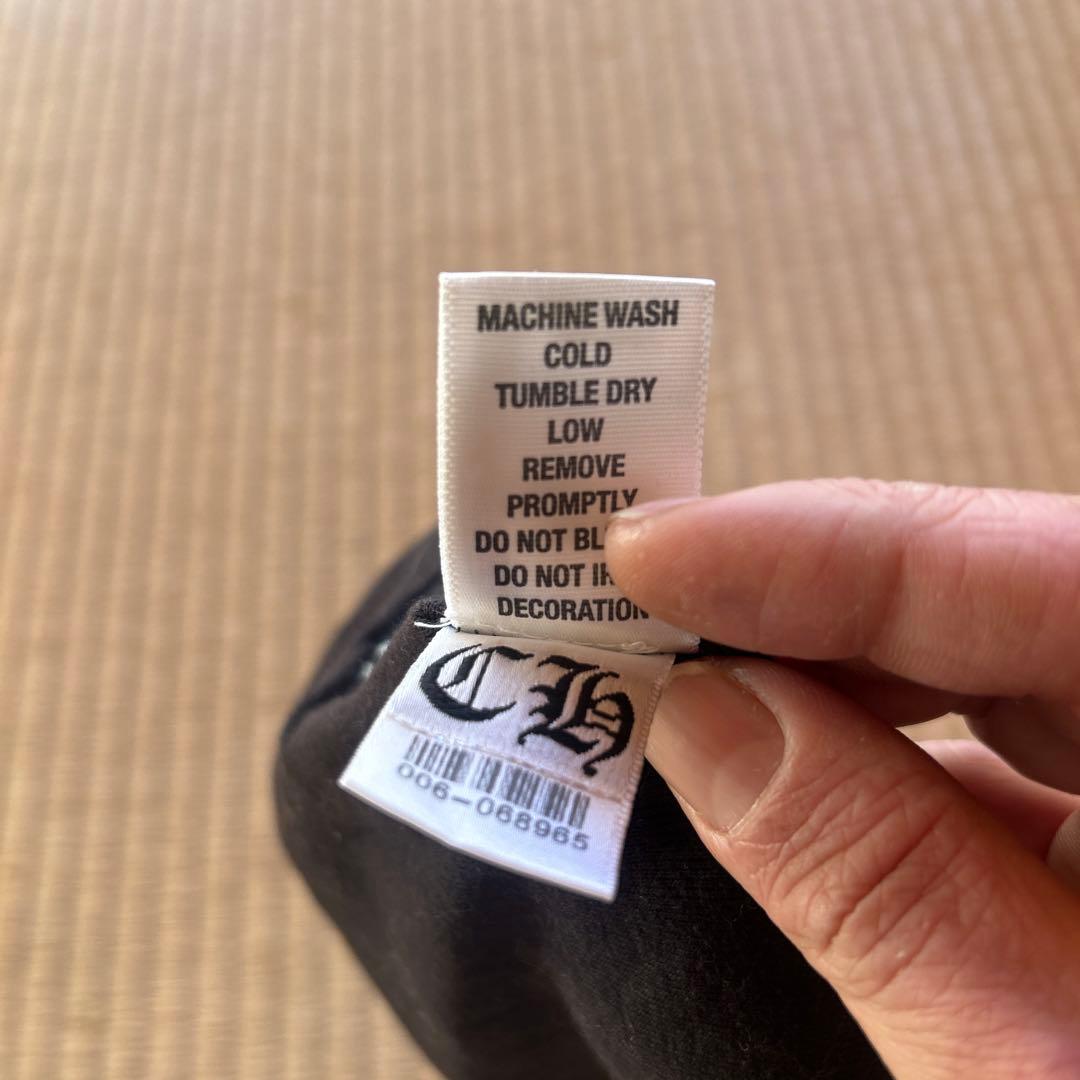 MACHINE WASH
COLD
TUMBLE DRY
LOW
REMOVE
PROMPTLY
DO NOT
DO NOT
DECORATION
CH
006-068965